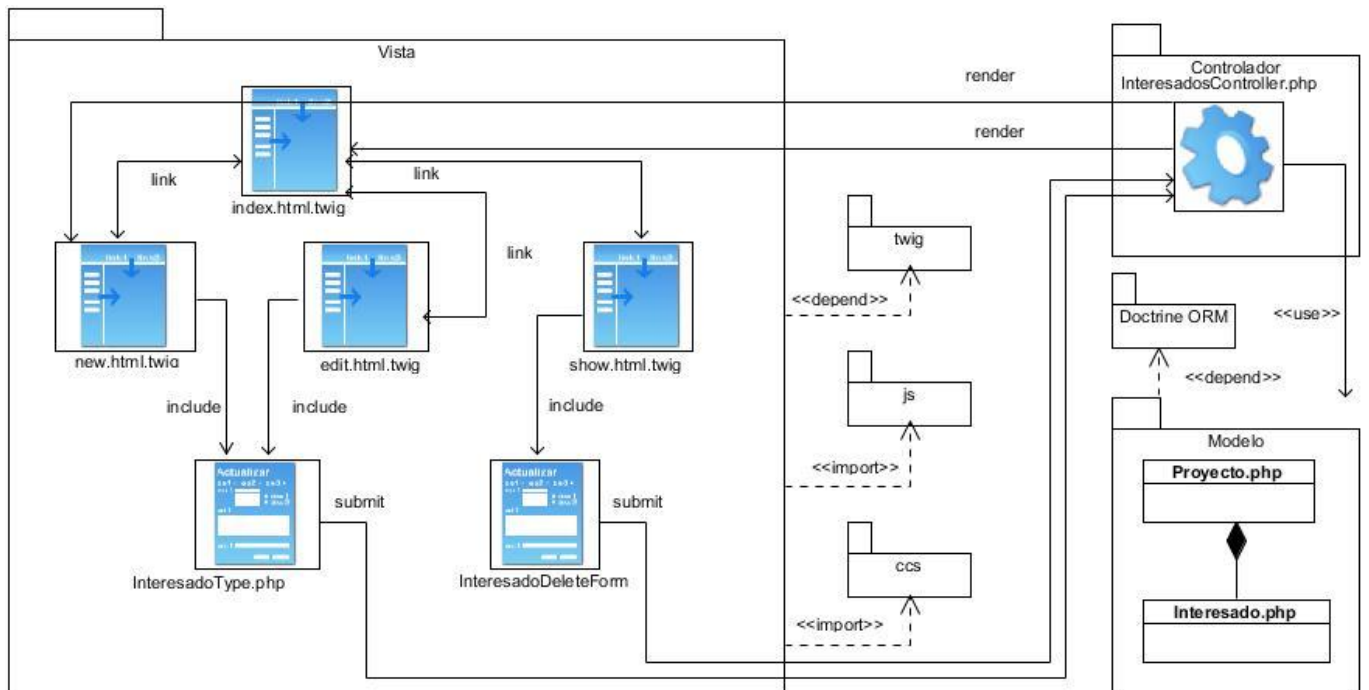 Vista
render
Controlador
InteresadosController.php
render
link
link
index.html.twig
twig
link
<<depend>>
Doctrine ORM
<<use>>
new.html.twig
edit.html.twig
show.html.twig
<<depend>>
include
include
include
js
Modelo
<<import>>
Proyecto.php
Actualizar
Actualizar
submit
submit
ccs
InteresadoType.php
InteresadoDeleteForm
Interesado.php
<<import>>